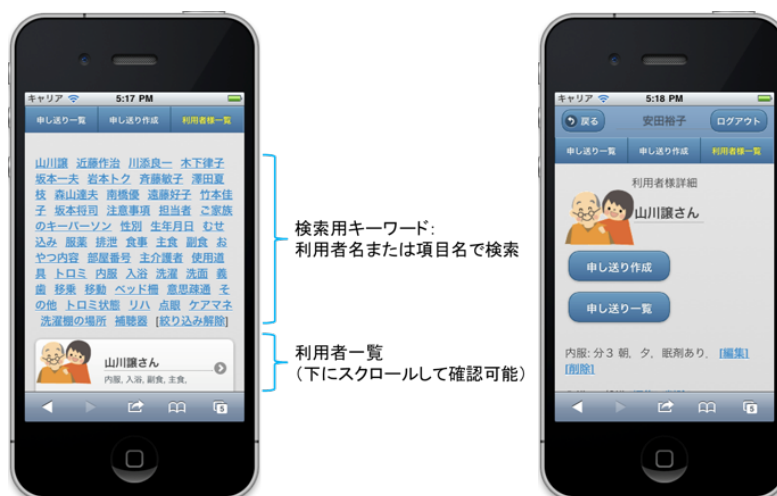 キャリア 5:17 PM
申し送り一覧 申し送り作成 利用者様一覧
山川譲 近藤作治 川添良一 木下律子
坂本一夫 岩本トク 斉藤敏子 澤田夏
枝 森山達夫 南橋優 遠藤好子 竹本佳
子 坂本将司 注意事項 担当者 ご家族
のキーパーソン 性別 生年月日 むせ
込み 服薬 排泄 食事 主食 副食 お
やつ内容 部屋番号 主介護者 使用道
具 トロミ 内服 入浴 洗濯 洗面 義
歯 移乗 移動 ベッド柵 意思疎通 そ
の他 トロミ状態 リハ 点眼 ケアマネ
洗濯棚の場所 補聴器 [絞り込み解除]
山川譲さん
内服, 入浴, 副食, 主食,
5
検索用キーワード:
利用者名または項目名で検索
利用者一覧
(下にスクロールして確認可能)
キャリア 5:18 PM
戻る 安田裕子 ログアウト
申し送り一覧 申し送り作成 利用者様一覧
利用者様詳細
山川譲さん
申し送り作成
申し送り一覧
内服: 分3 朝, 夕, 眠剤あり, [編集]
[削除]
5